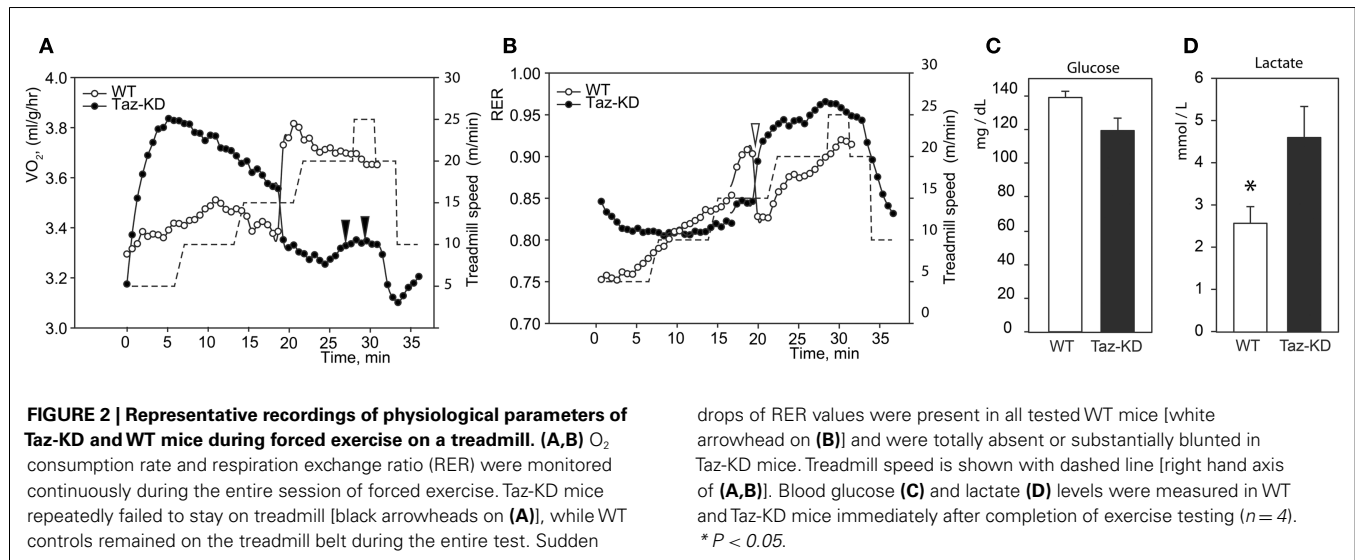 A
B
C
D
4.0
3.8
3.6
3.4
3.2
3.0
VO2, (ml/g/hr)
WT
Taz-KD
30
25
20
15
10
5
Treadmill speed (m/min)
0 5 10 15 20 25 30 35
Time, min
1.00
0.95
0.90
0.85
0.80
0.75
0.70
RER
WT
Taz-KD
30
25
20
15
10
5
0
Treadmill speed (m/min)
0 5 10 15 20 25 30 35
Time, min
Glucose
mg / dL
140
120
100
80
60
40
20
0
WT Taz-KD
Lactate
mmol / L
6
5
4
3
2
1
0
*
WT Taz-KD
FIGURE 2 | Representative recordings of physiological parameters of
Taz-KD and WT mice during forced exercise on a treadmill. (A,B) O2
consumption rate and respiration exchange ratio (RER) were monitored
continuously during the entire session of forced exercise. Taz-KD mice
repeatedly failed to stay on treadmill [black arrowheads on (A)], while WT
controls remained on the treadmill belt during the entire test. Sudden
drops of RER values were present in all tested WT mice [white
arrowhead on (B)] and were totally absent or substantially blunted in
Taz-KD mice. Treadmill speed is shown with dashed line [right hand axis
of (A,B)]. Blood glucose (C) and lactate (D) levels were measured in WT
and Taz-KD mice immediately after completion of exercise testing (n = 4).
* P < 0.05.